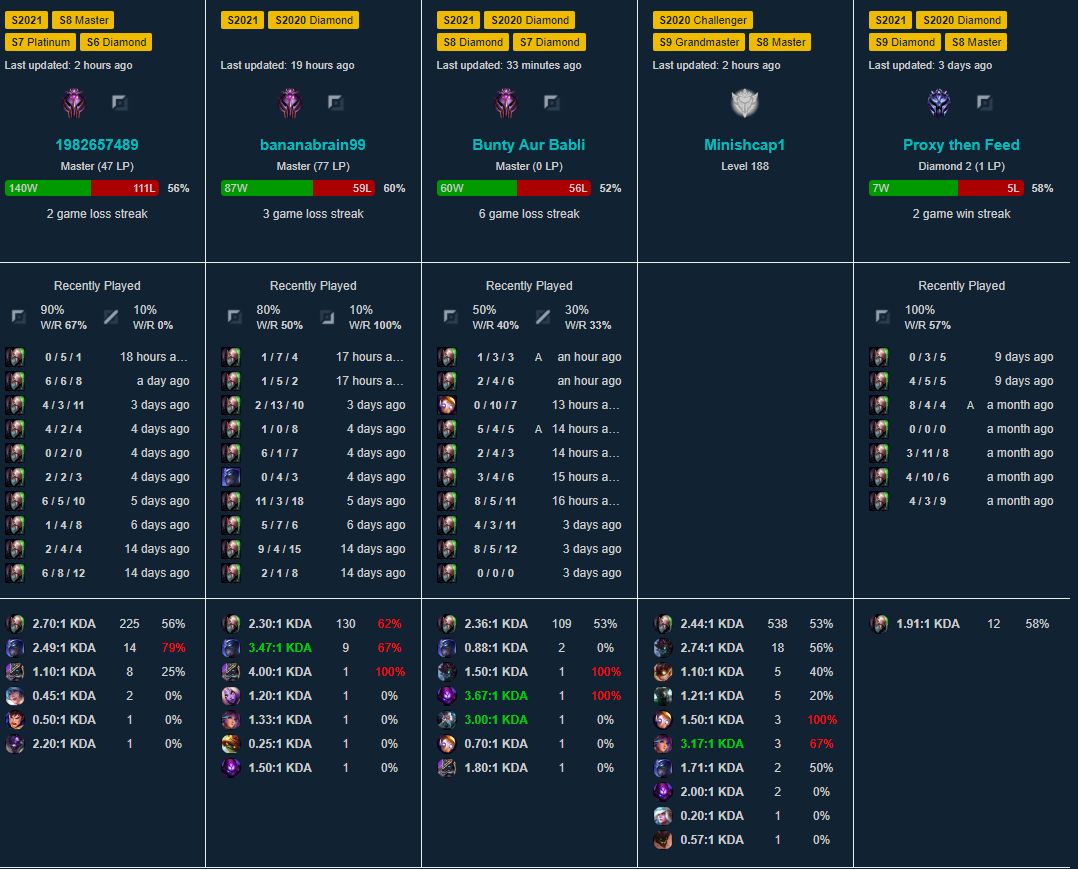 S2021 S8 Master
S7 Platinum S6 Diamond
Last updated: 2 hours ago
1982657489
Master (47 LP)
140W 111L 56%
2 game loss streak
Recently Played
90% 10%
W/R 67% W/R 0%
0 / 5 / 1 18 hours a...
6 / 6 / 8 a day ago
4 / 3 / 11 3 days ago
4 / 2 / 4 4 days ago
0 / 2 / 0 4 days ago
2 / 2 / 3 4 days ago
6 / 5 / 10 5 days ago
1 / 4 / 8 6 days ago
2 / 4 / 4 14 days ago
6 / 8 / 12 14 days ago
2.70:1 KDA 225 56%
2.49:1 KDA 14 79%
1.10:1 KDA 8 25%
0.45:1 KDA 2 0%
0.50:1 KDA 1 0%
2.20:1 KDA 1 0%
S2021 S2020 Diamond
Last updated: 19 hours ago
bananabrain99
Master (77 LP)
87W 59L 60%
3 game loss streak
Recently Played
80% 10%
W/R 50% W/R 100%
1 / 7 / 4 17 hours a...
1 / 5 / 2 17 hours a...
2 / 13 / 10 3 days ago
1 / 0 / 8 4 days ago
6 / 1 / 7 4 days ago
0 / 4 / 3 4 days ago
11 / 3 / 18 5 days ago
5 / 7 / 6 6 days ago
9 / 4 / 15 14 days ago
2 / 1 / 8 14 days ago
2.30:1 KDA 130 62%
3.47:1 KDA 9 67%
4.00:1 KDA 1 100%
1.20:1 KDA 1 0%
1.33:1 KDA 1 0%
0.25:1 KDA 1 0%
1.50:1 KDA 1 0%
S2021 S2020 Diamond
S8 Diamond S7 Diamond
Last updated: 33 minutes ago
Bunty Aur Babli
Master (0 LP)
60W 56L 52%
6 game loss streak
Recently Played
50% 30%
W/R 40% W/R 33%
1 / 3 / 3 A an hour ago
2 / 4 / 6 an hour ago
0 / 10 / 7 13 hours a...
5 / 4 / 5 A 14 hours a...
2 / 4 / 3 14 hours a...
3 / 4 / 6 15 hours a...
8 / 5 / 11 16 hours a...
4 / 3 / 11 3 days ago
8 / 5 / 12 3 days ago
0 / 0 / 0 3 days ago
2.36:1 KDA 109 53%
0.88:1 KDA 2 0%
1.50:1 KDA 1 100%
3.67:1 KDA 1 100%
3.00:1 KDA 1 0%
0.70:1 KDA 1 0%
1.80:1 KDA 1 0%
S2020 Challenger
S9 Grandmaster S8 Master
Last updated: 2 hours ago
Minishcap1
Level 188
2.44:1 KDA 538 53%
2.74:1 KDA 18 56%
1.10:1 KDA 5 40%
1.21:1 KDA 5 20%
1.50:1 KDA 3 100%
3.17:1 KDA 3 67%
1.71:1 KDA 2 50%
2.00:1 KDA 2 0%
0.20:1 KDA 1 0%
0.57:1 KDA 1 0%
S2021 S2020 Diamond
S9 Diamond S8 Master
Last updated: 3 days ago
Proxy then Feed
Diamond 2 (1 LP)
7W 5L 58%
2 game win streak
Recently Played
100%
W/R 57%
0 / 3 / 5 9 days ago
4 / 5 / 5 9 days ago
8 / 4 / 4 A a month ago
0 / 0 / 0 a month ago
3 / 11 / 8 a month ago
4 / 10 / 6 a month ago
4 / 3 / 9 a month ago
1.91:1 KDA 12 58%